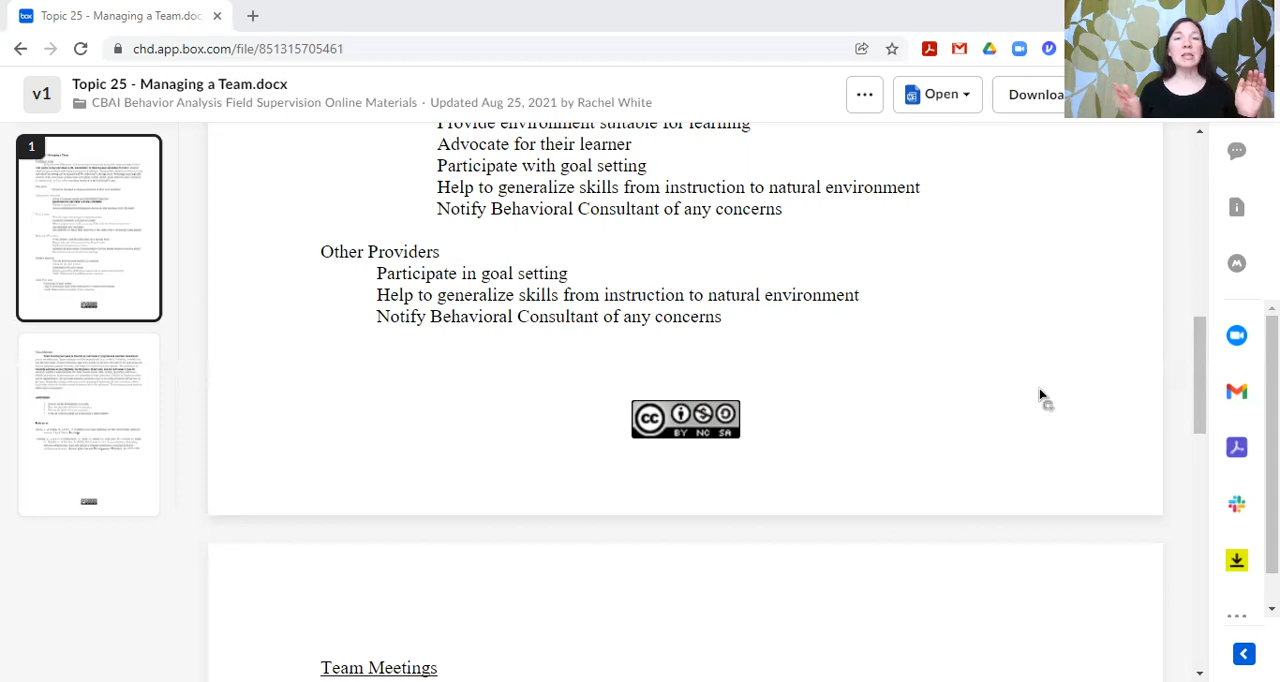 Topic 25 - Managing a Team.doc
chd.app.box.com/file/851315705461
v1
Topic 25 - Managing a Team.docx
CBAI Behavior Analysis Field Supervision Online Materials · Updated Aug 25, 2021 by Rachel White
Open
Downloa
1
Provide environment suitable for learning
Advocate for their learner
Participate with goal setting
Help to generalize skills from instruction to natural environment
Notify Behavioral Consultant of any concerns
Other Providers
Participate in goal setting
Help to generalize skills from instruction to natural environment
Notify Behavioral Consultant of any concerns
cc
BY NC SA
Team Meetings